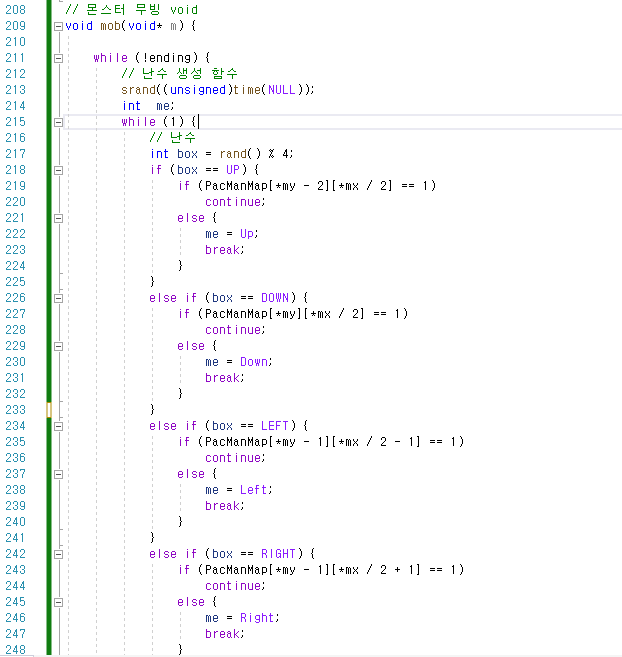 208 // 몬스터 무빙 void
209 void mob(void* m) {
210
211 while (!ending) {
212 // 난수 생성 함수
213 srand((unsigned)time(NULL));
214 int  me;
215 while (1) {
216 // 난수
217 int box = rand() % 4;
218 if (box == UP) {
219 if (PacManMap[*my - 2][*mx / 2] == 1)
220 continue;
221 else {
222 me = Up;
223 break;
224 }
225 }
226 else if (box == DOWN) {
227 if (PacManMap[*my][*mx / 2] == 1)
228 continue;
229 else {
230 me = Down;
231 break;
232 }
233 }
234 else if (box == LEFT) {
235 if (PacManMap[*my - 1][*mx / 2 - 1] == 1)
236 continue;
237 else {
238 me = Left;
239 break;
240 }
241 }
242 else if (box == RIGHT) {
243 if (PacManMap[*my - 1][*mx / 2 + 1] == 1)
244 continue;
245 else {
246 me = Right;
247 break;
248 }